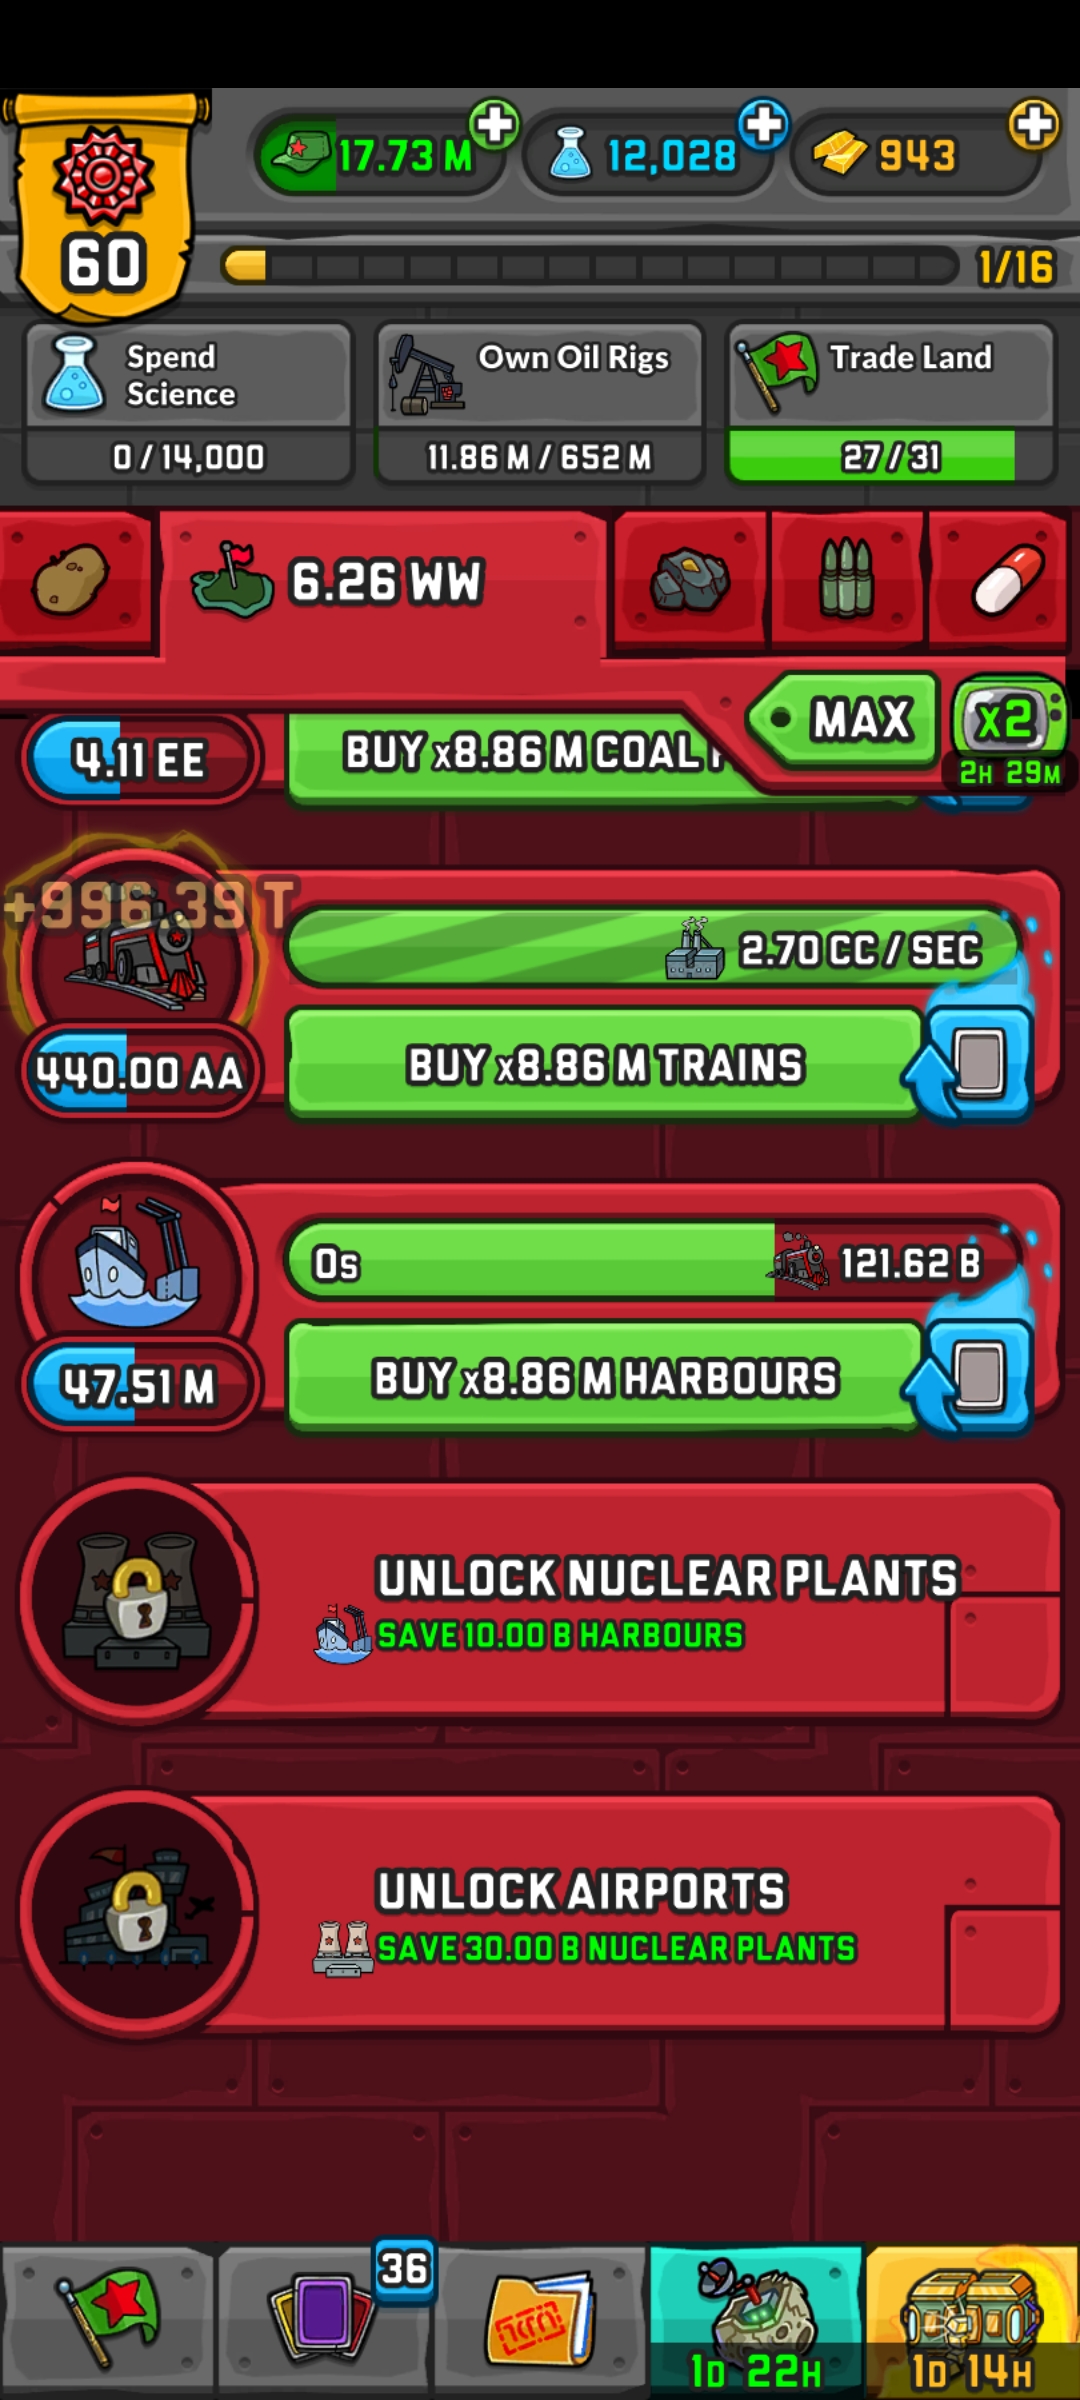 17.73 M
12,028
943
60
1/16
Spend
Science
0/14,000
Own Oil Rigs
11.86 M/652 M
Trade Land
27/31
6.26 WW
MAX
x2
2H 29M
4.11 EE
BUY x8.86 M COAL
+996.39 T
2.70 CC/SEC
440.00 AA
BUY x8.86 M TRAINS
0s
121.62 B
47.51 M
BUY x8.86 M HARBOURS
UNLOCK NUCLEAR PLANTS
SAVE 10.00 B HARBOURS
UNLOCK AIRPORTS
SAVE 30.00 B NUCLEAR PLANTS
36
1D 22H
1D 14H